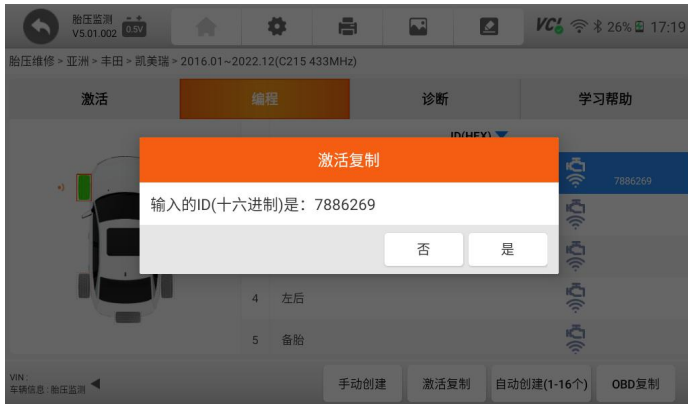 胎压监测
V5.01.002 0.5V
VCI 26% 17:19
胎压维修 > 亚洲 > 丰田 > 凯美瑞 > 2016.01~2022.12(C215 433MHz)
激活 编程 诊断 学习帮助
ID(HEX)
激活复制
7886269
输入的ID(十六进制)是：7886269
否 是
4 左后
5 备胎
VIN:
车辆信息:胎压监测
手动创建 激活复制 自动创建(1-16个) OBD复制